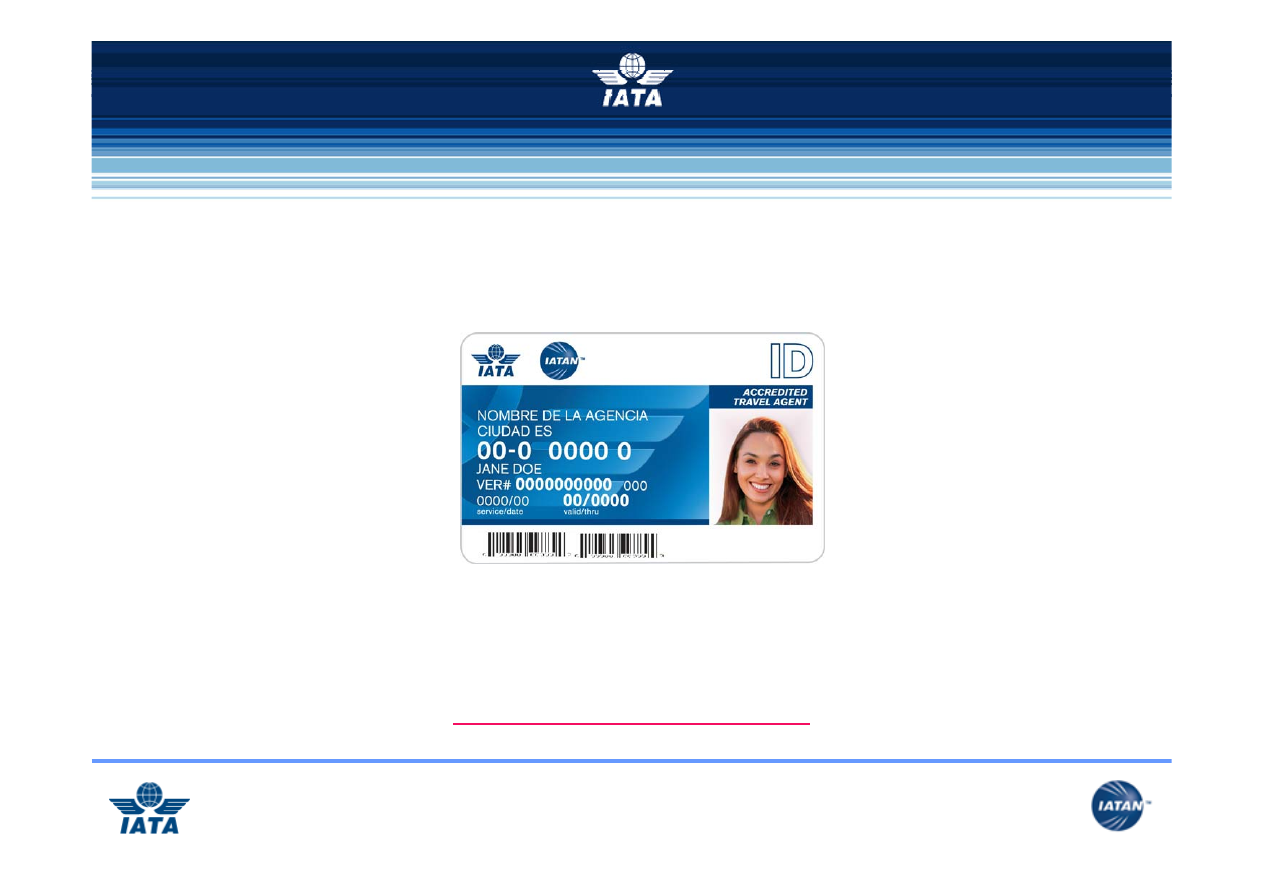 IATA
IATA
IATAN™
ID
ACCREDITED
TRAVEL AGENT
NOMBRE DE LA AGENCIA
CIUDAD ES
00-0 0000 0
JANE DOE
VER# 0000000000 000
0000/00 00/0000
service/date valid/thru
IATA
IATAN™